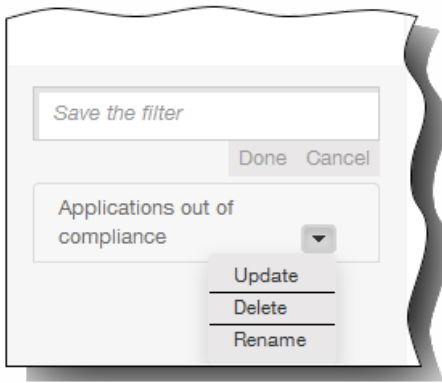 Save the filter
Done Cancel
Applications out of
compliance
Update
Delete
Rename